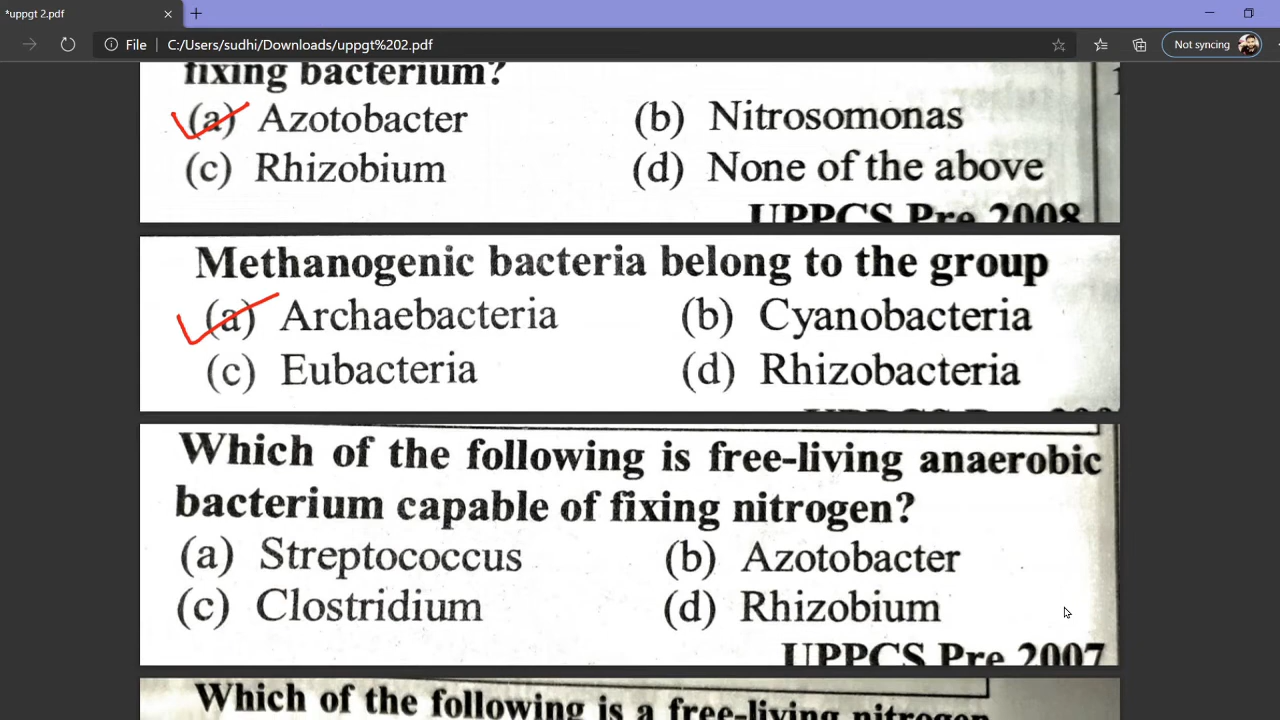 *uppgt 2.pdf
File C:/Users/sudhi/Downloads/uppgt%202.pdf Not syncing
fixing bacterium?
(a) Azotobacter (b) Nitrosomonas
(c) Rhizobium (d) None of the above
UPPCS Pre 2008
Methanogenic bacteria belong to the group
(a) Archaebacteria (b) Cyanobacteria
(c) Eubacteria (d) Rhizobacteria
Which of the following is free-living anaerobic
bacterium capable of fixing nitrogen?
(a) Streptococcus (b) Azotobacter
(c) Clostridium (d) Rhizobium
UPPCS Pre 2007
Which of the following is a free-living nitrogen